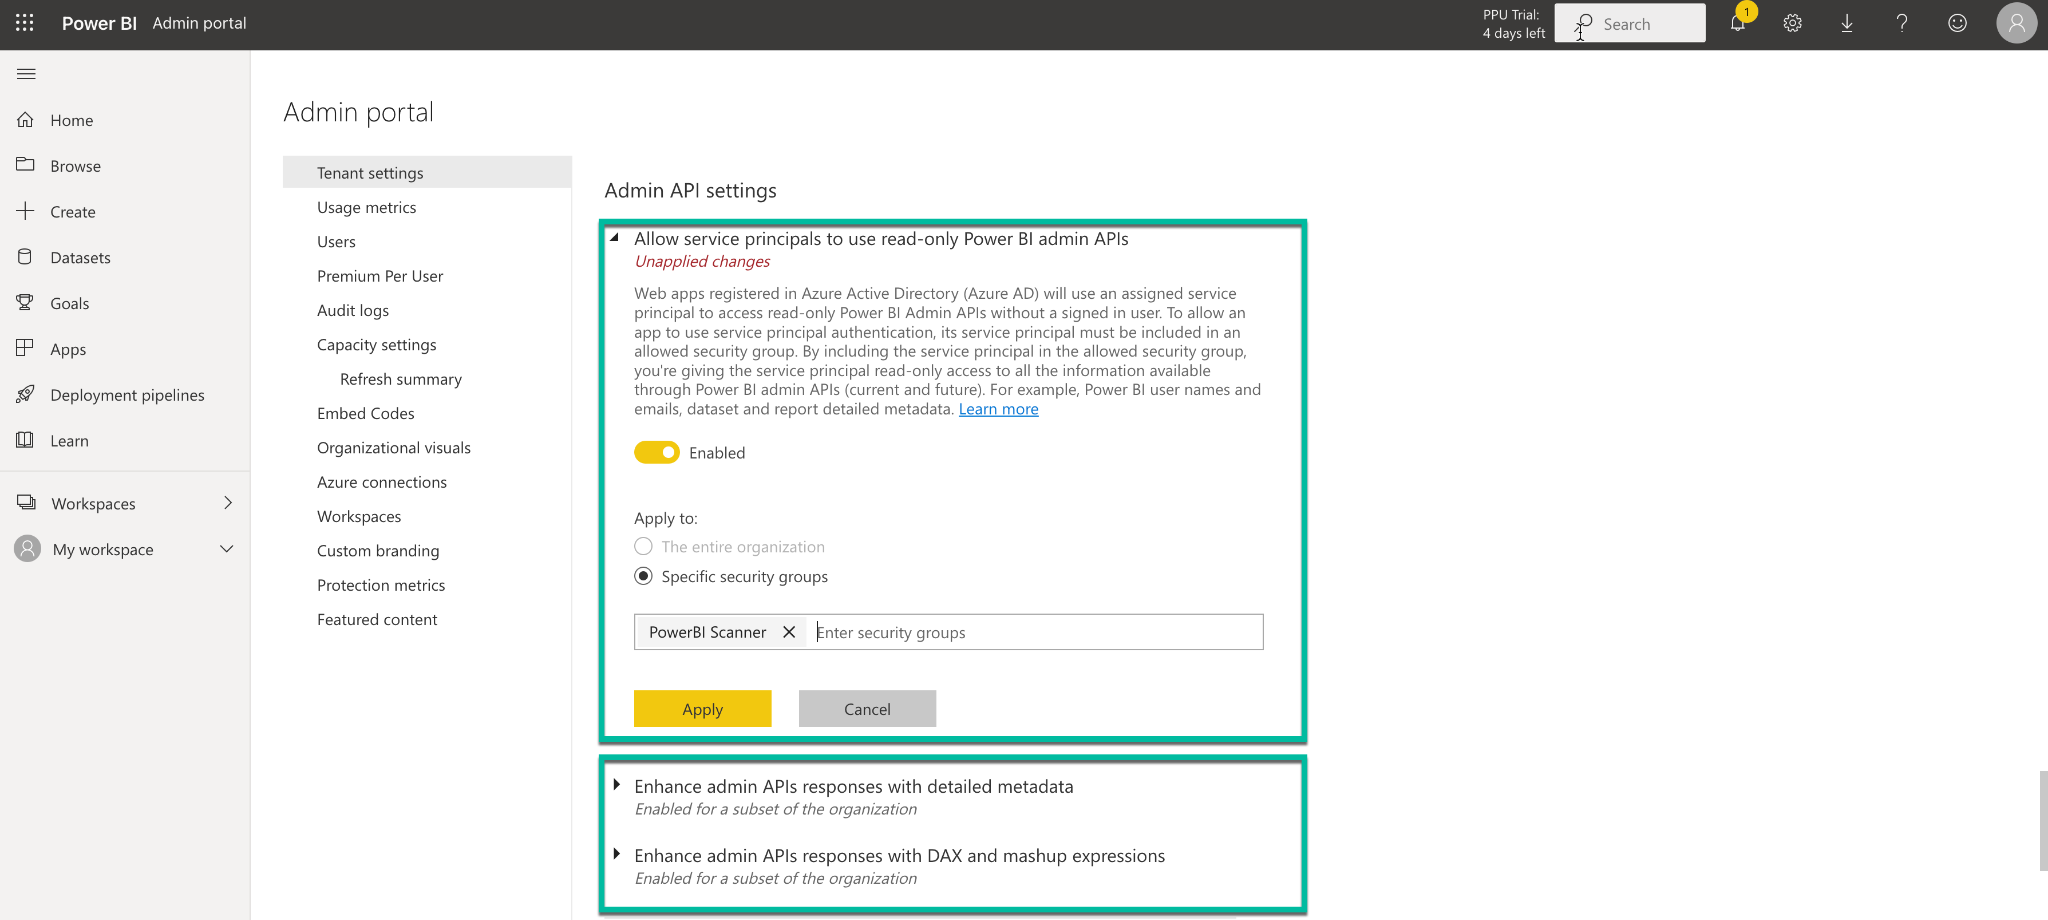 Power BI Admin portal
PPU Trial:
4 days left
Search
1
Home
Browse
Create
Datasets
Goals
Apps
Deployment pipelines
Learn
Workspaces
My workspace
Admin portal
Tenant settings
Usage metrics
Users
Premium Per User
Audit logs
Capacity settings
Refresh summary
Embed Codes
Organizational visuals
Azure connections
Workspaces
Custom branding
Protection metrics
Featured content
Admin API settings
Allow service principals to use read-only Power BI admin APIs
Unapplied changes
Web apps registered in Azure Active Directory (Azure AD) will use an assigned service
principal to access read-only Power BI Admin APIs without a signed in user. To allow an
app to use service principal authentication, its service principal must be included in an
allowed security group. By including the service principal in the allowed security group,
you're giving the service principal read-only access to all the information available
through Power BI admin APIs (current and future). For example, Power BI user names and
emails, dataset and report detailed metadata. Learn more
Enabled
Apply to:
The entire organization
Specific security groups
PowerBI Scanner Enter security groups
Apply Cancel
Enhance admin APIs responses with detailed metadata
Enabled for a subset of the organization
Enhance admin APIs responses with DAX and mashup expressions
Enabled for a subset of the organization